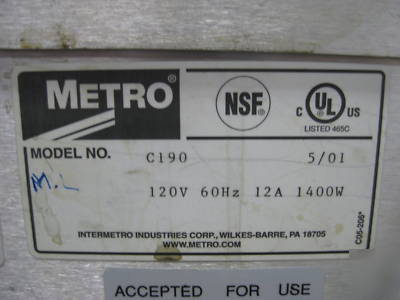 METRO®
NSF
C UL® US
LISTED 465C
MODEL NO. C190 5/01
M.L
120V 60Hz 12A 1400W
INTERMETRO INDUSTRIES CORP., WILKES-BARRE, PA 18705
WWW.METRO.COM
C05-206*
ACCEPTED FOR USE